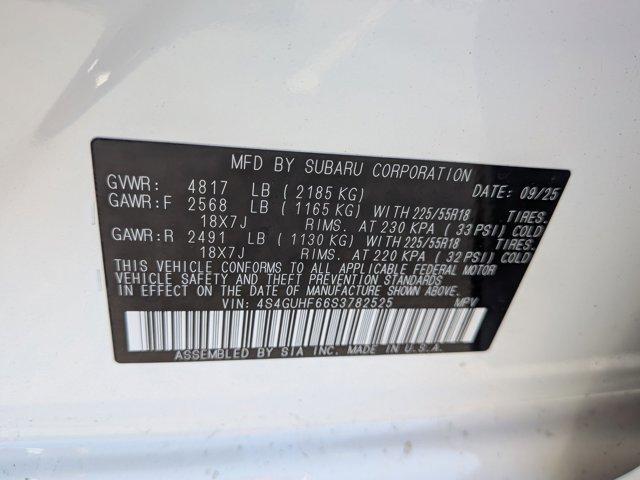 MFD BY SUBARU CORPORATION
GVWR: 4817 LB (2185 KG) DATE: 09/25
GAWR:F 2568 LB (1165 KG) WITH 225/55R18 TIRES.
18X7J RIMS. AT 230 KPA (33 PSI) COLD
GAWR:R 2491 LB (1130 KG) WITH 225/55R18 TIRES.
18X7J RIMS. AT 220 KPA (32 PSI) COLD
THIS VEHICLE CONFORMS TO ALL APPLICABLE FEDERAL MOTOR
VEHICLE SAFETY AND THEFT PREVENTION STANDARDS
IN EFFECT ON THE DATE OF MANUFACTURE SHOWN ABOVE.
VIN: 4S4GUHF66S3782525 MPV
ASSEMBLED BY SIA INC. MADE IN U.S.A.